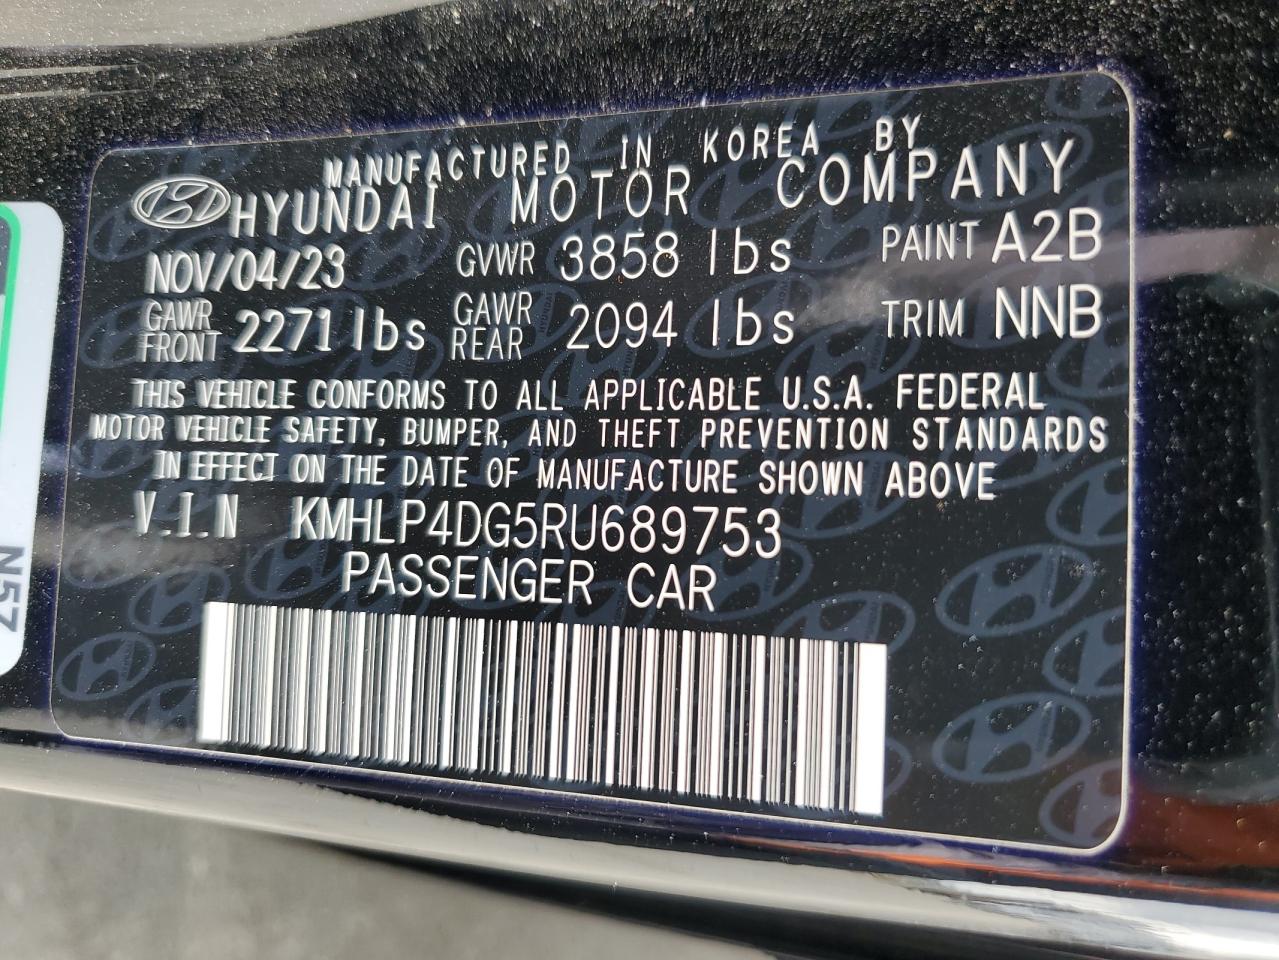 MANUFACTURED IN KOREA BY
HYUNDAI MOTOR COMPANY
NOV/04/23 GVWR 3858 lbs PAINT A2B
GAWR FRONT 2271 lbs GAWR REAR 2094 lbs TRIM NNB
THIS VEHICLE CONFORMS TO ALL APPLICABLE U.S.A. FEDERAL
MOTOR VEHICLE SAFETY, BUMPER, AND THEFT PREVENTION STANDARDS
IN EFFECT ON THE DATE OF MANUFACTURE SHOWN ABOVE
V.I.N KMHLP4DG5RU689753
PASSENGER CAR
N57